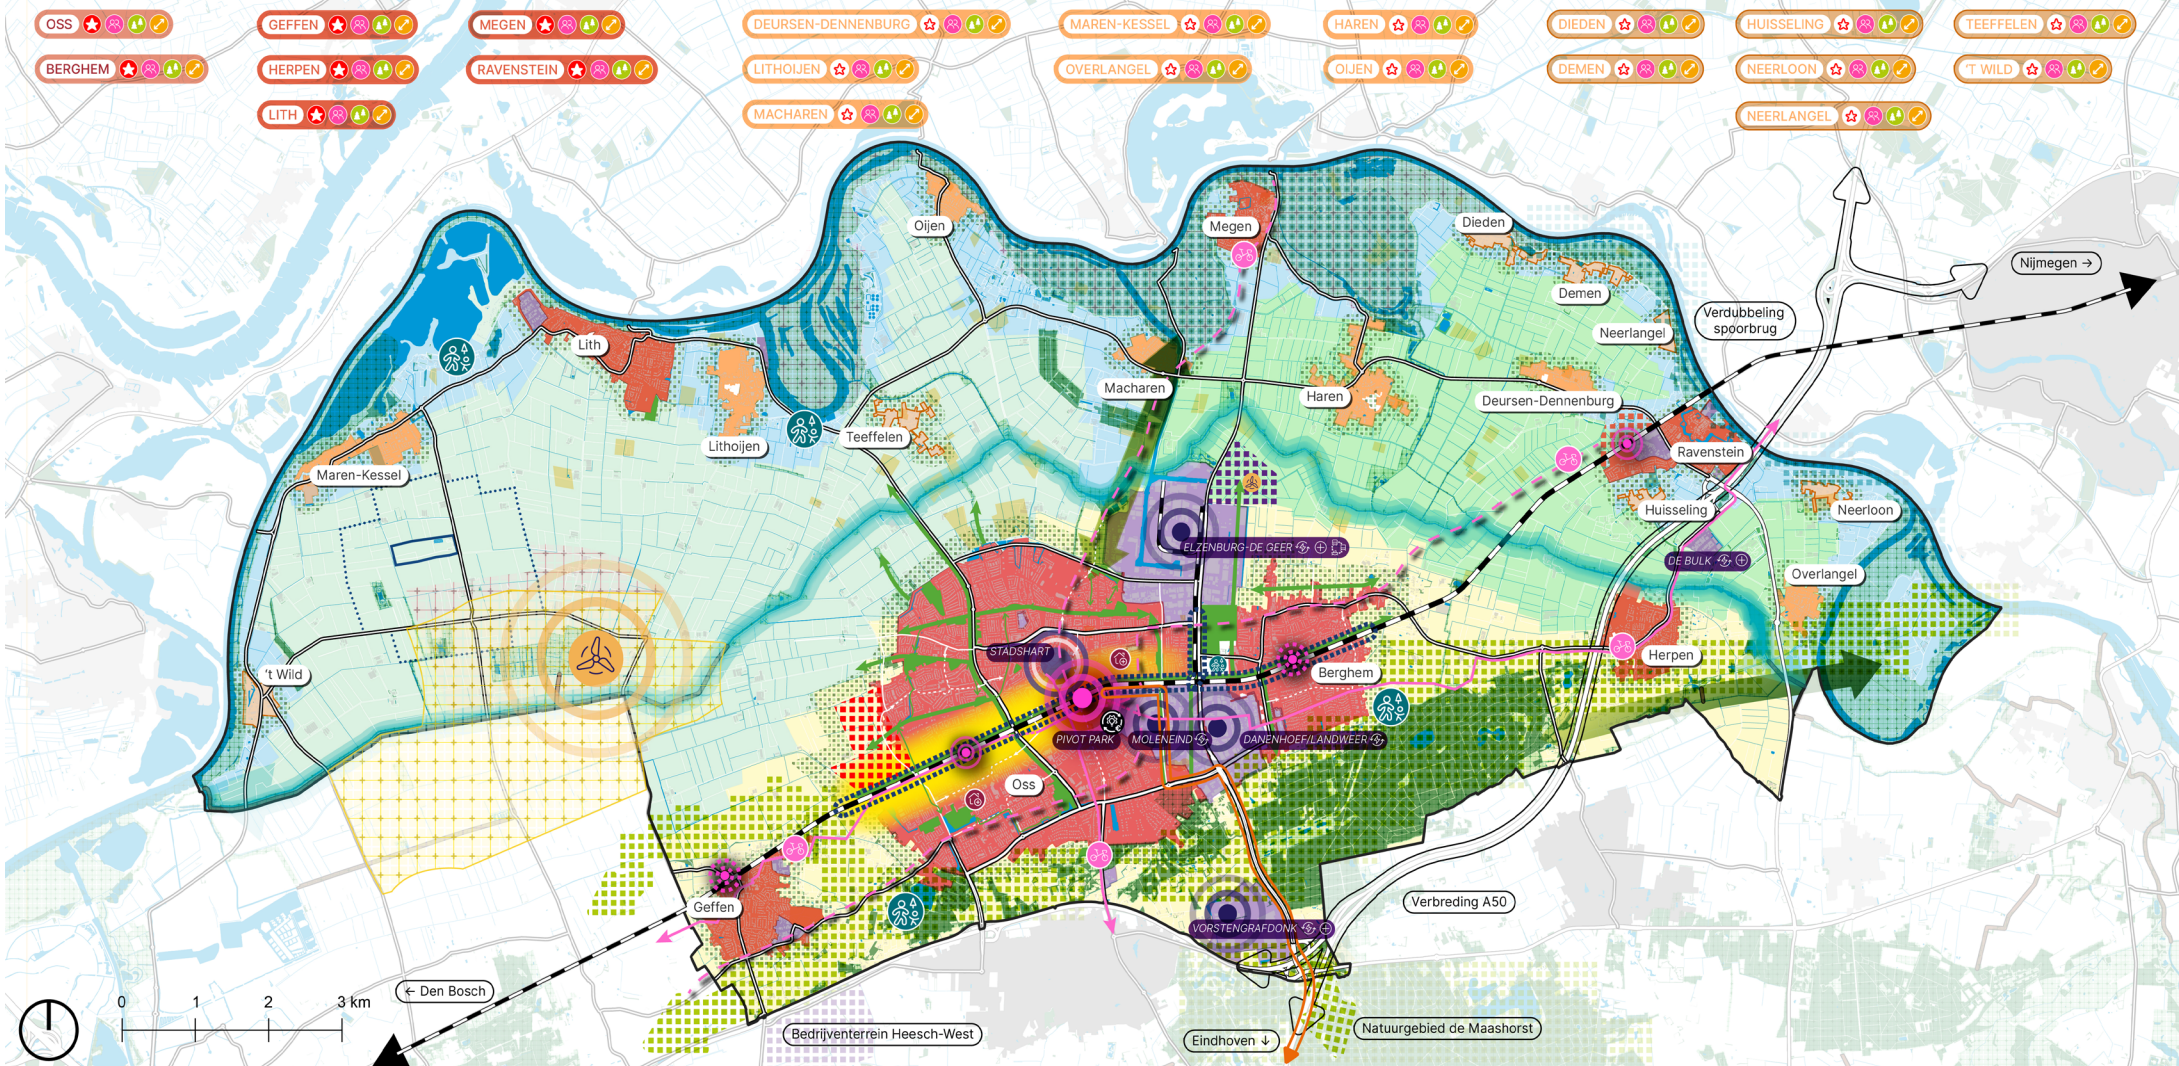 OSS
GEFFEN
MEGEN
DEURSEN-DENNENBURG
MAREN-KESSEL
HAREN
DIEDEN
HUISSELING
TEEFFELEN
BERGHEM
HERPEN
RAVENSTEIN
LITHOIJEN
OVERLANGEL
OIJEN
DEMEN
NEERLOON
'T WILD
LITH
MACHAREN
NEERLANGEL
Oijen
Megen
Dieden
Nijmegen →
Demen
Verdubbeling
spoorbrug
Neerlangel
Lith
Macharen
Haren
Deursen-Dennenburg
Teeffelen
Lithoijen
Ravenstein
Maren-Kessel
Huisseling
Neerloon
ELZENBURG-DE GEER
DE BULK
Overlangel
STADSHART
Herpen
't Wild
Berghem
PIVOT PARK
MOLENEIND
DANENHOEF/LANDWEER
Oss
Verbreding A50
Geffen
VORSTENGRAFDONK
← Den Bosch
0 1 2 3 km
Bedrijventerrein Heesch-West
Natuurgebied de Maashorst
Eindhoven ↓